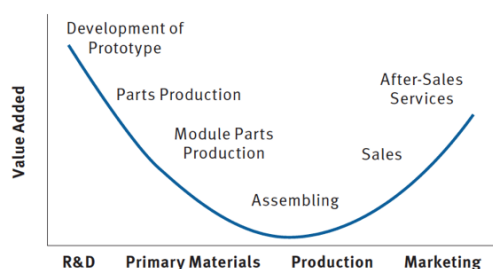 Development of
Prototype
Parts Production
Module Parts
Production
Assembling
Sales
After-Sales
Services
Value Added
R&D Primary Materials Production Marketing